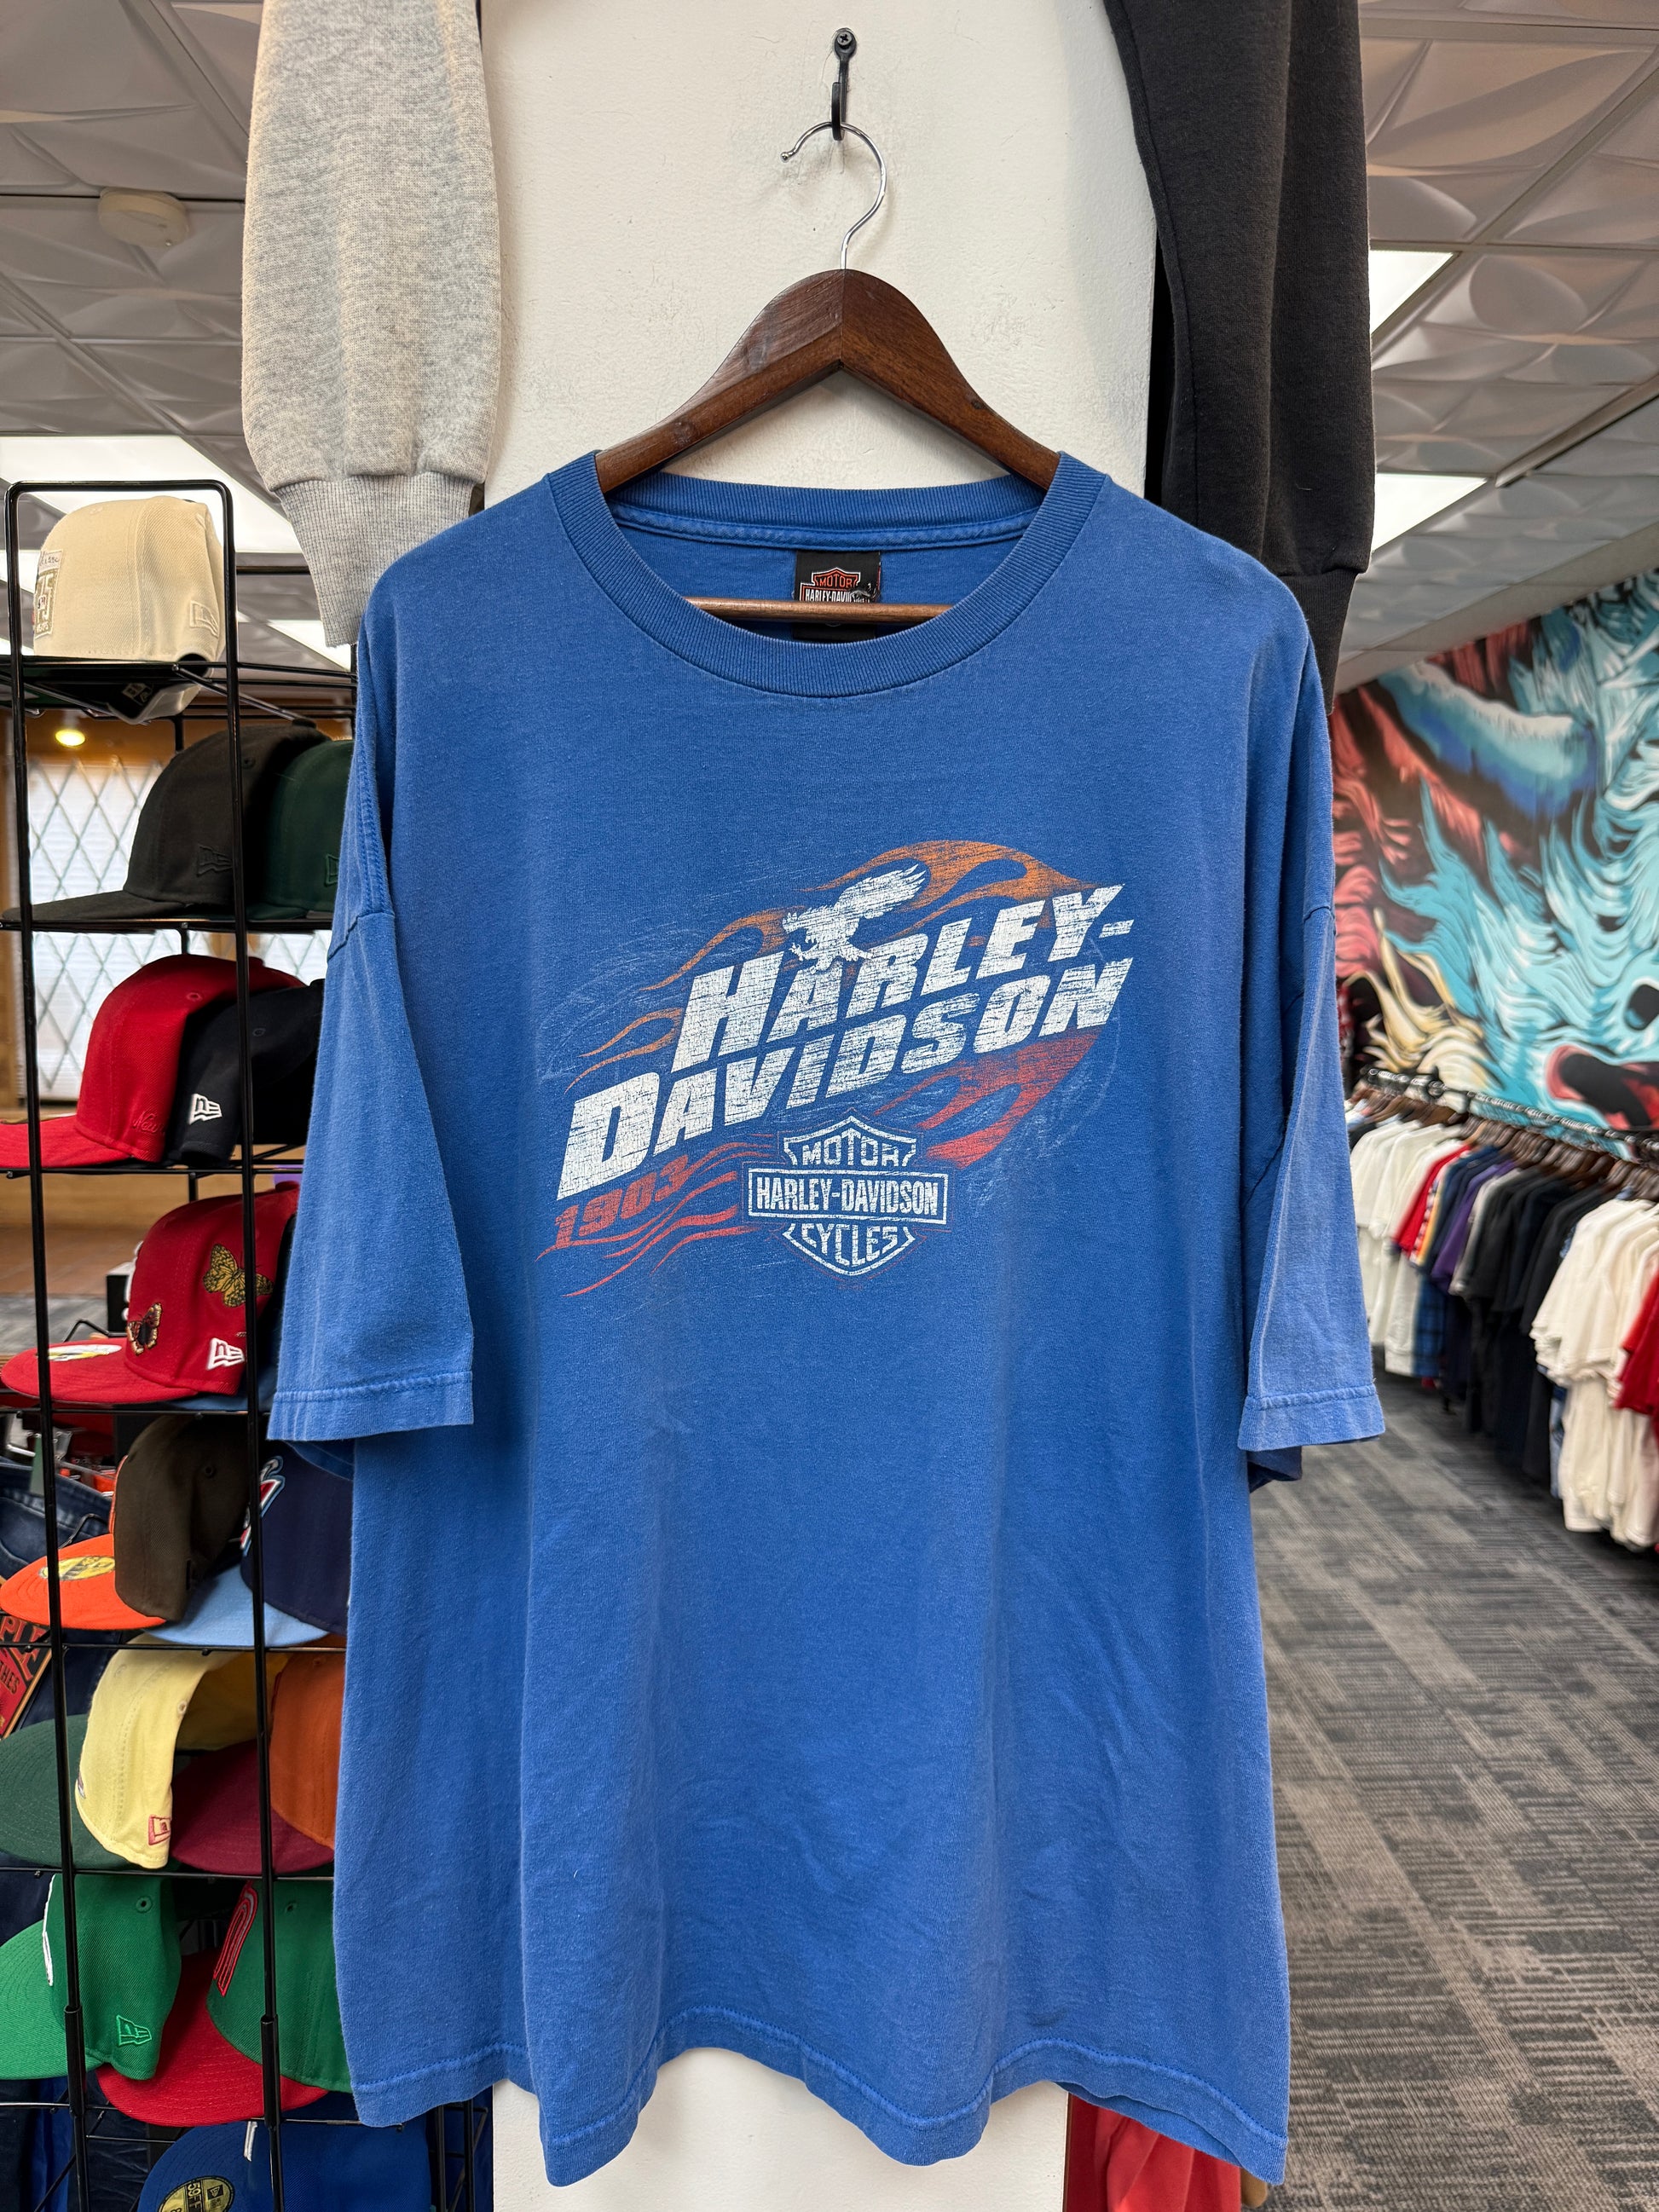 MOTOR
HARLEY-DAVIDSON
HARLEY-
DAVIDSON
1903
MOTOR
HARLEY-DAVIDSON
CYCLES